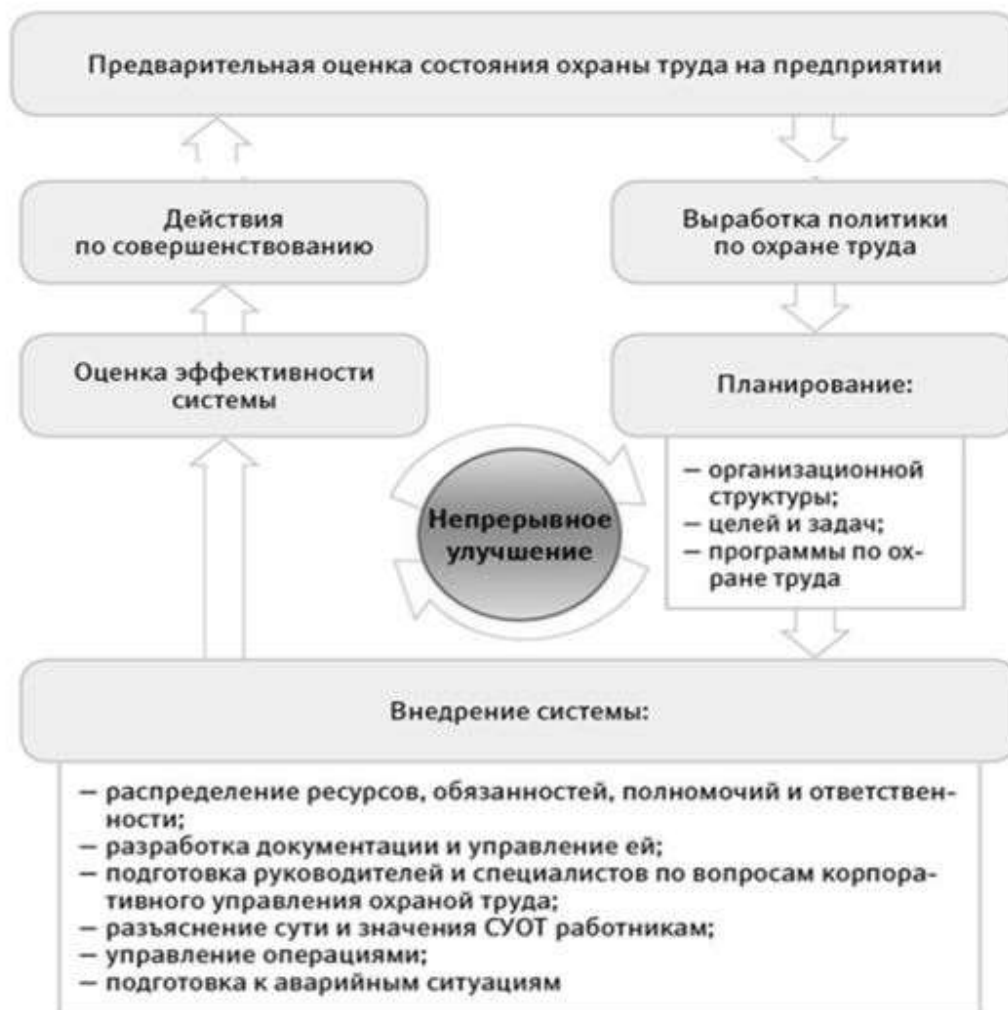 Предварительная оценка состояния охраны труда на предприятии
Действия
по совершенствованию
Выработка политики
по охране труда
Оценка эффективности
системы
Планирование:
— организационной
структуры;
— целей и задач;
— программы по ох-
ране труда
Непрерывное
улучшение
Внедрение системы:
— распределение ресурсов, обязанностей, полномочий и ответствен-
ности;
— разработка документации и управление ей;
— подготовка руководителей и специалистов по вопросам корпора-
тивного управления охраной труда;
— разъяснение сути и значения СУОТ работникам;
— управление операциями;
— подготовка к аварийным ситуациям